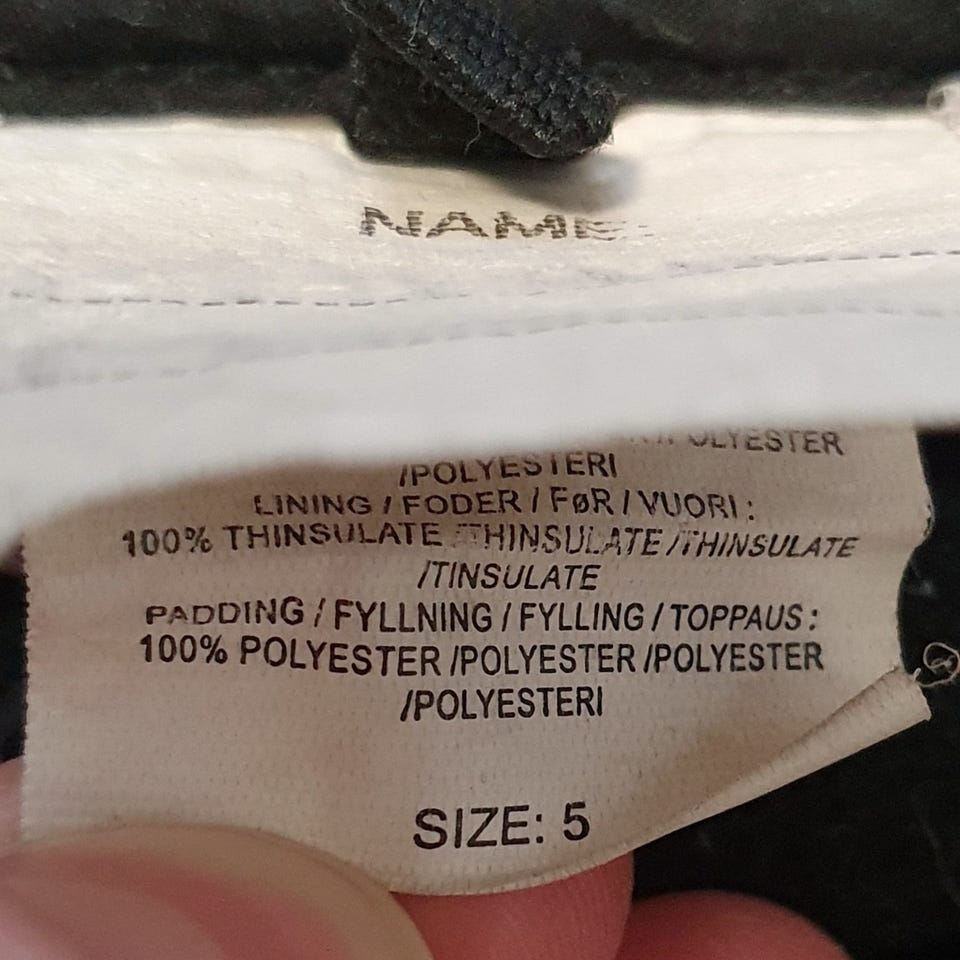 NAME
POLYESTER
/POLYESTERI
LINING / FODER / FøR / VUORI :
100% THINSULATE /THINSULATE /THINSULATE
/TINSULATE
PADDING / FYLLNING / FYLLING / TOPPAUS :
100% POLYESTER /POLYESTER /POLYESTER
/POLYESTERI
SIZE: 5